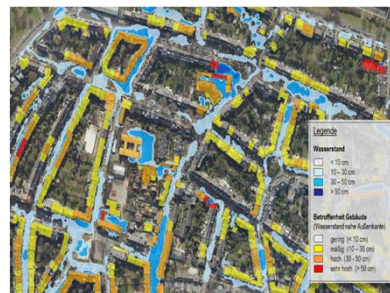 Legende
Wasserstand
< 10 cm
10 – 30 cm
30 – 50 cm
> 50 cm
Betroffenheit Gebäude
(Wasserstand nahe Außenkante)
gering (< 10 cm)
mäßig (10 – 30 cm)
hoch (30 - 50 cm)
sehr hoch (> 50 cm)